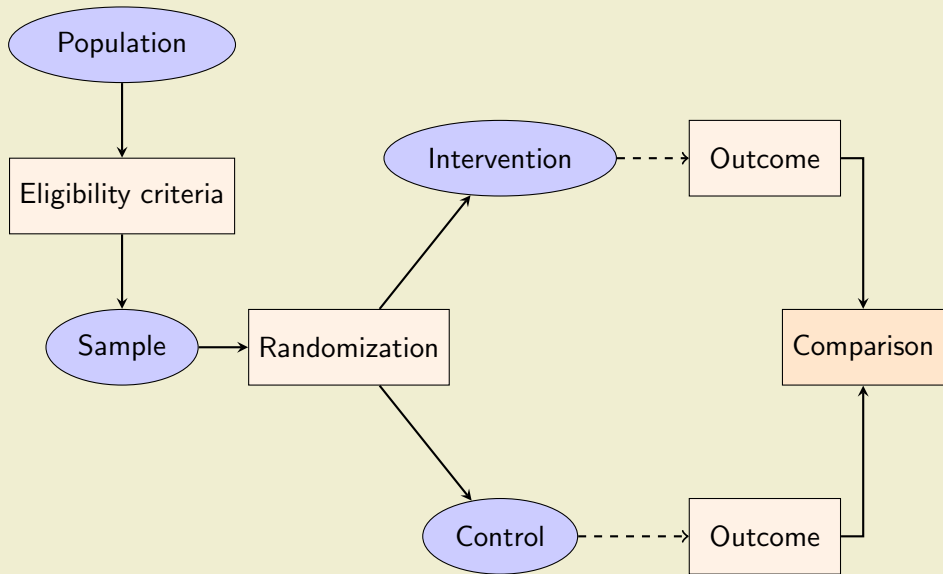 Population
Eligibility criteria
Sample
Randomization
Intervention
Outcome
Comparison
Control
Outcome